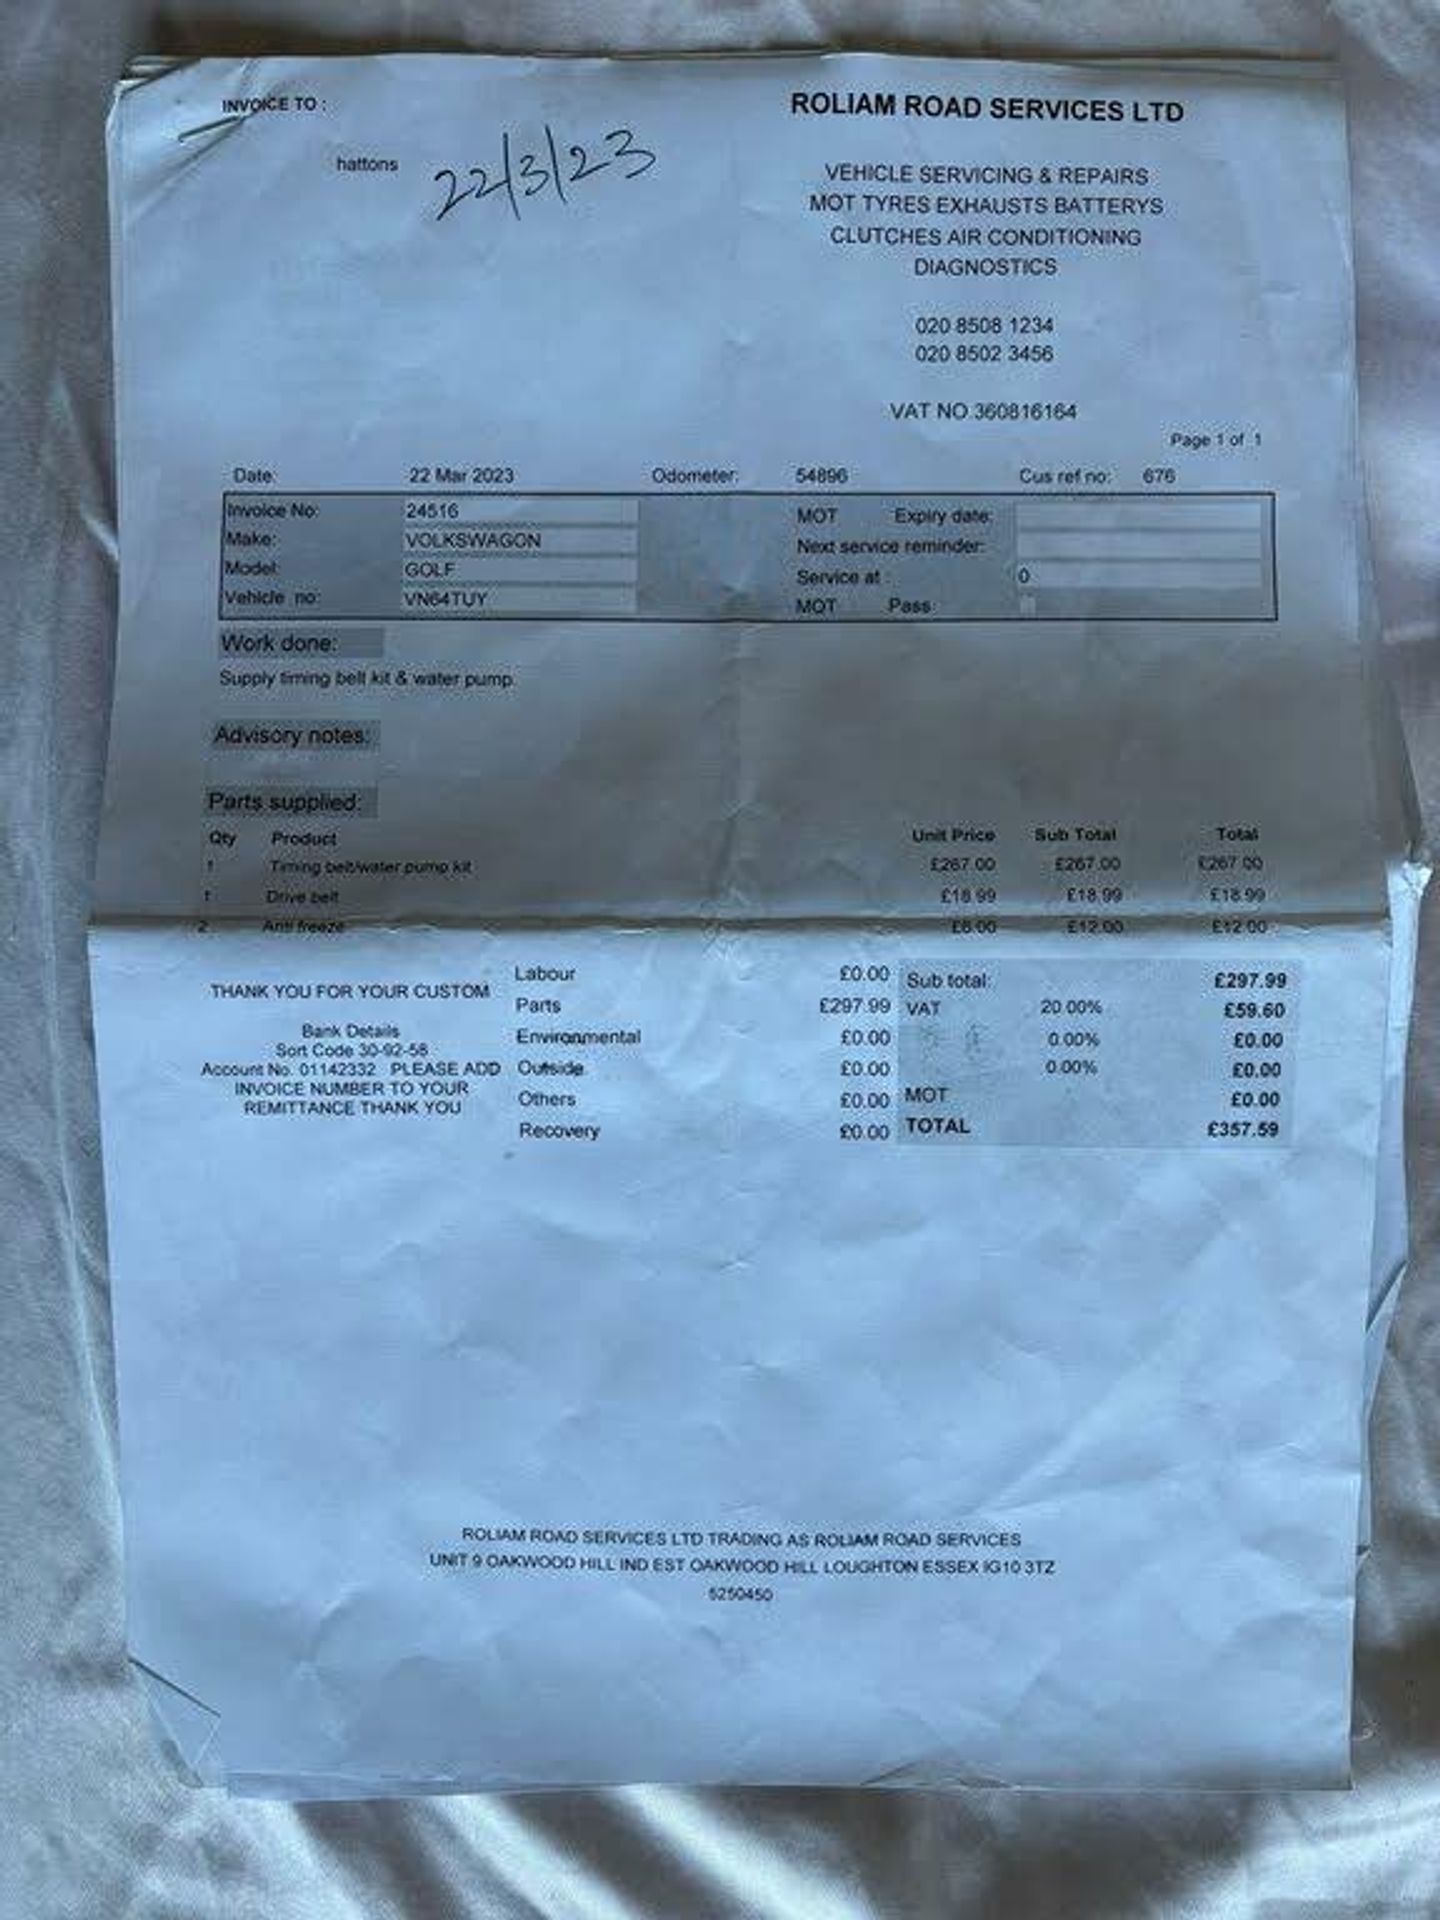 INVOICE TO :
hattons
22/3/23
ROLIAM ROAD SERVICES LTD
VEHICLE SERVICING & REPAIRS
MOT TYRES EXHAUSTS BATTERYS
CLUTCHES AIR CONDITIONING
DIAGNOSTICS
020 8508 1234
020 8502 3456
VAT NO 360816164
Page 1 of 1
Date: 22 Mar 2023 Odometer: 54896 Cus ref no: 676
Invoice No: 24516 MOT Expiry date:
Make: VOLKSWAGON Next service reminder:
Model: GOLF Service at : 0
Vehicle no: VN64TUY MOT Pass:
Work done:
Supply timing belt kit & water pump.
Advisory notes:
Parts supplied:
Qty Product Unit Price Sub Total Total
1 Timing belt/water pump kit £267.00 £267.00 £267.00
1 Drive belt £18.99 £18.99 £18.99
2 Anti freeze £6.00 £12.00 £12.00
THANK YOU FOR YOUR CUSTOM
Bank Details
Sort Code 30-92-58
Account No. 01142332 PLEASE ADD
INVOICE NUMBER TO YOUR
REMITTANCE THANK YOU
Labour £0.00
Parts £297.99
Environmental £0.00
Outside £0.00
Others £0.00
Recovery £0.00
Sub total: £297.99
VAT 20.00% £59.60
0.00% £0.00
0.00% £0.00
MOT £0.00
TOTAL £357.59
ROLIAM ROAD SERVICES LTD TRADING AS ROLIAM ROAD SERVICES
UNIT 9 OAKWOOD HILL IND EST OAKWOOD HILL LOUGHTON ESSEX IG10 3TZ
5250450